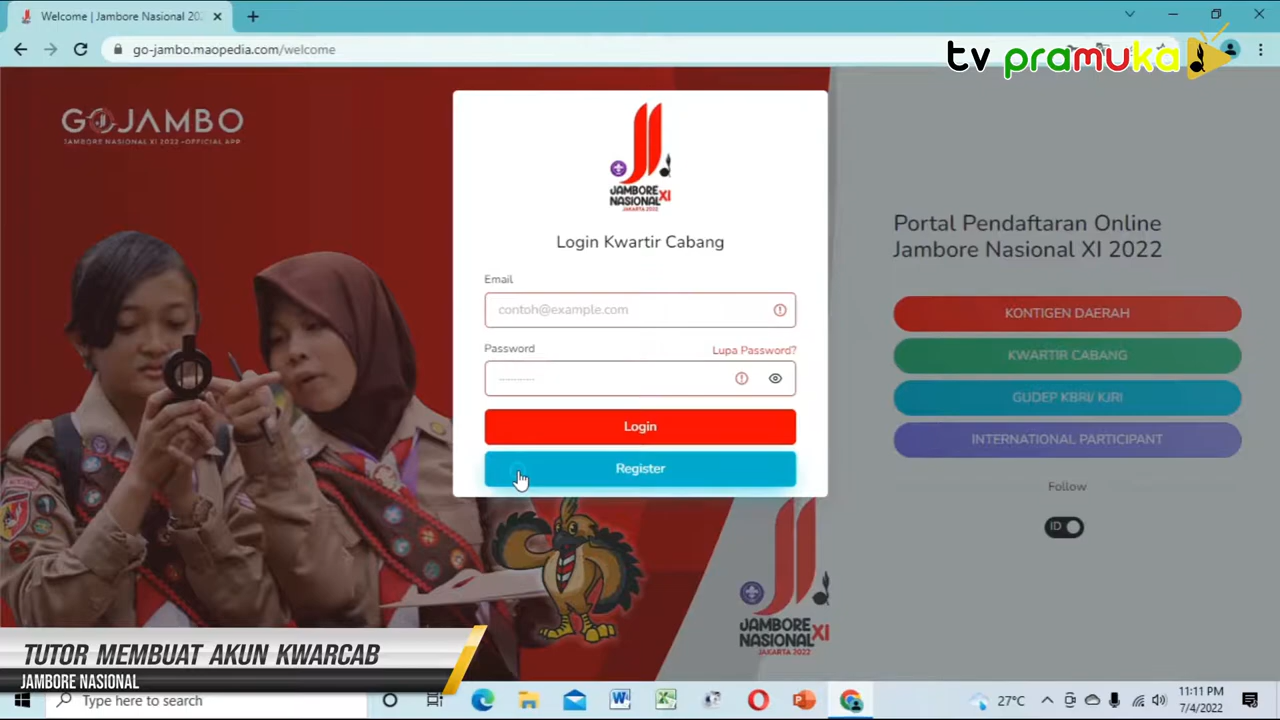 Welcome | Jambore Nasional 202
go-jambo.maopedia.com/welcome
tv pramuka
GOJAMBO
JAMBORE NASIONAL XI 2022 - OFFICIAL APP
JAMBORE
NASIONAL XI
JAKARTA 2022
Login Kwartir Cabang
Email
contoh@example.com
Password
Lupa Password?
Login
Register
Portal Pendaftaran Online
Jambore Nasional XI 2022
KONTIGEN DAERAH
KWARTIR CABANG
GUDEP KBRI/ KJRI
INTERNATIONAL PARTICIPANT
Follow
ID
JAMBORE
NASIONAL XI
JAKARTA 2022
TUTOR MEMBUAT AKUN KWARCAB
JAMBORE NASIONAL
Type here to search
27°C
11:11 PM
7/4/2022